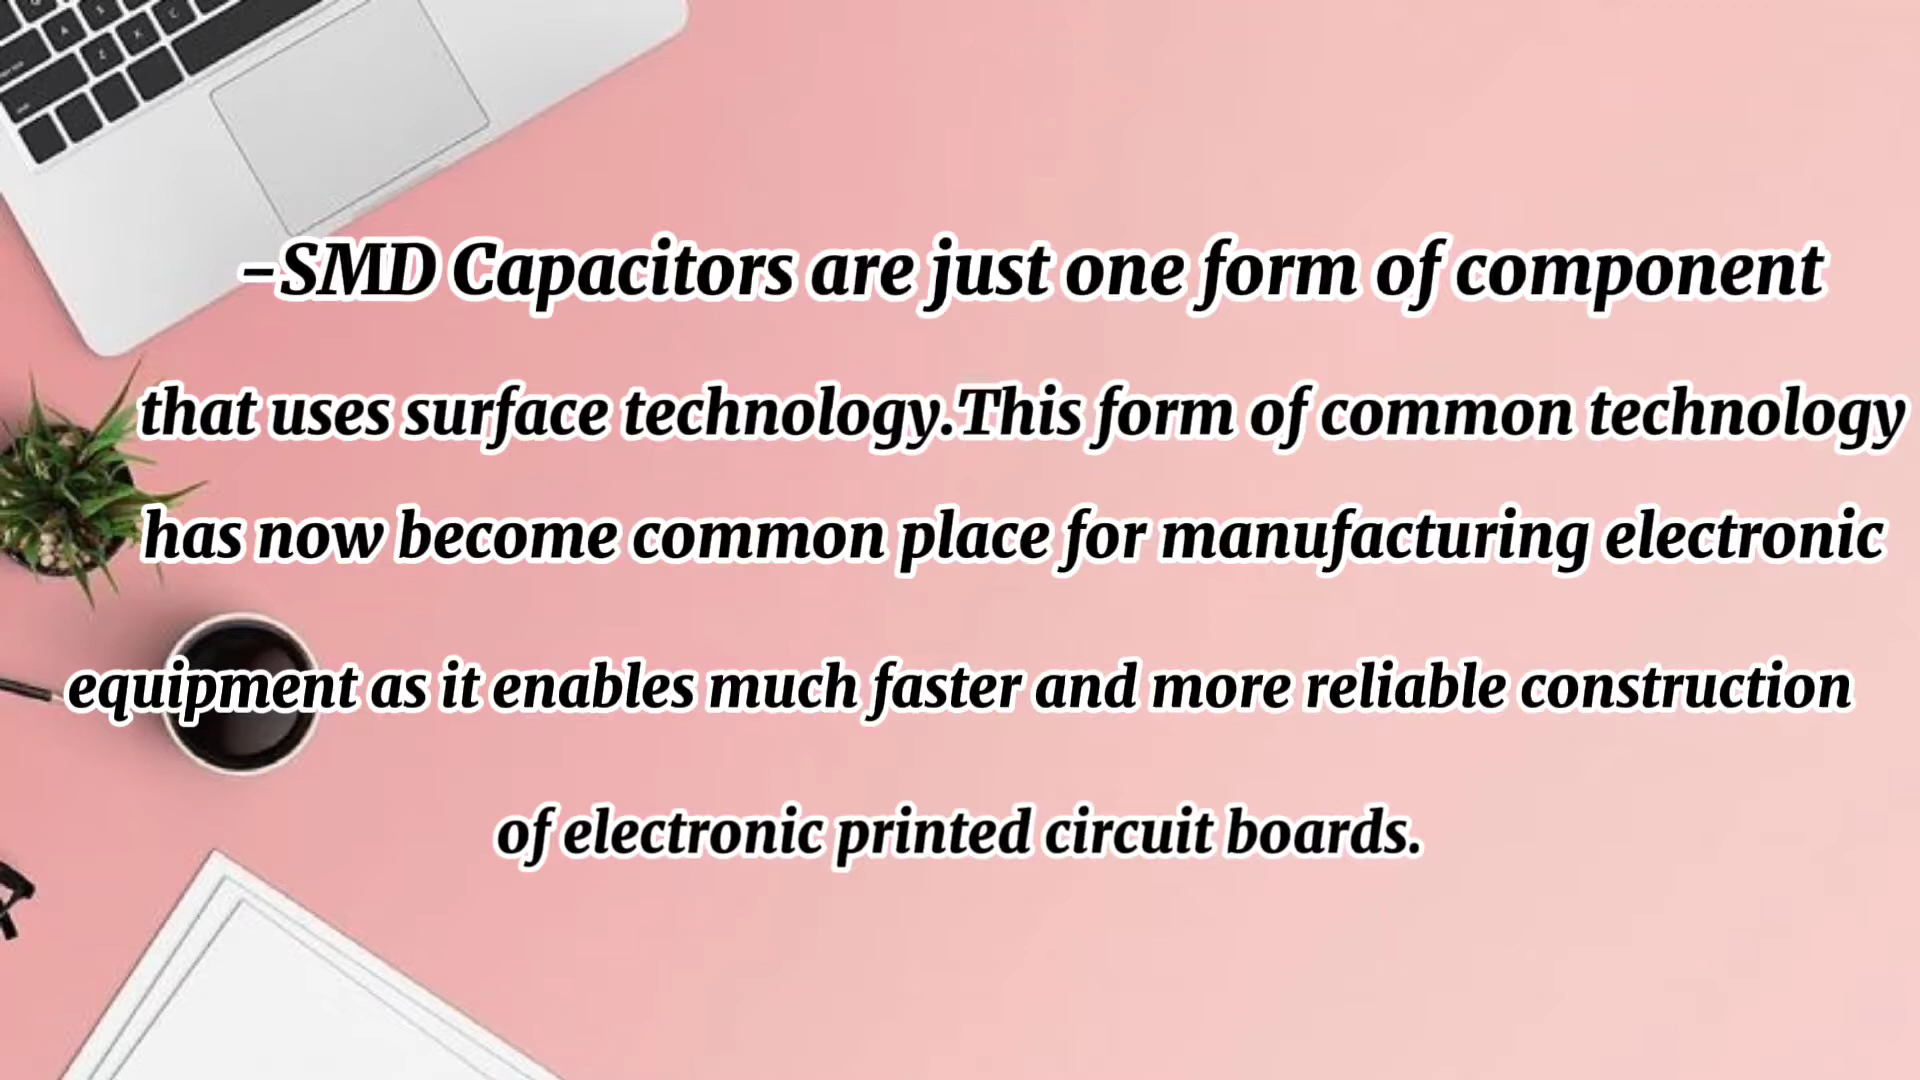 -SMD Capacitors are just one form of component
that uses surface technology.This form of common technology
has now become common place for manufacturing electronic
equipment as it enables much faster and more reliable construction
of electronic printed circuit boards.